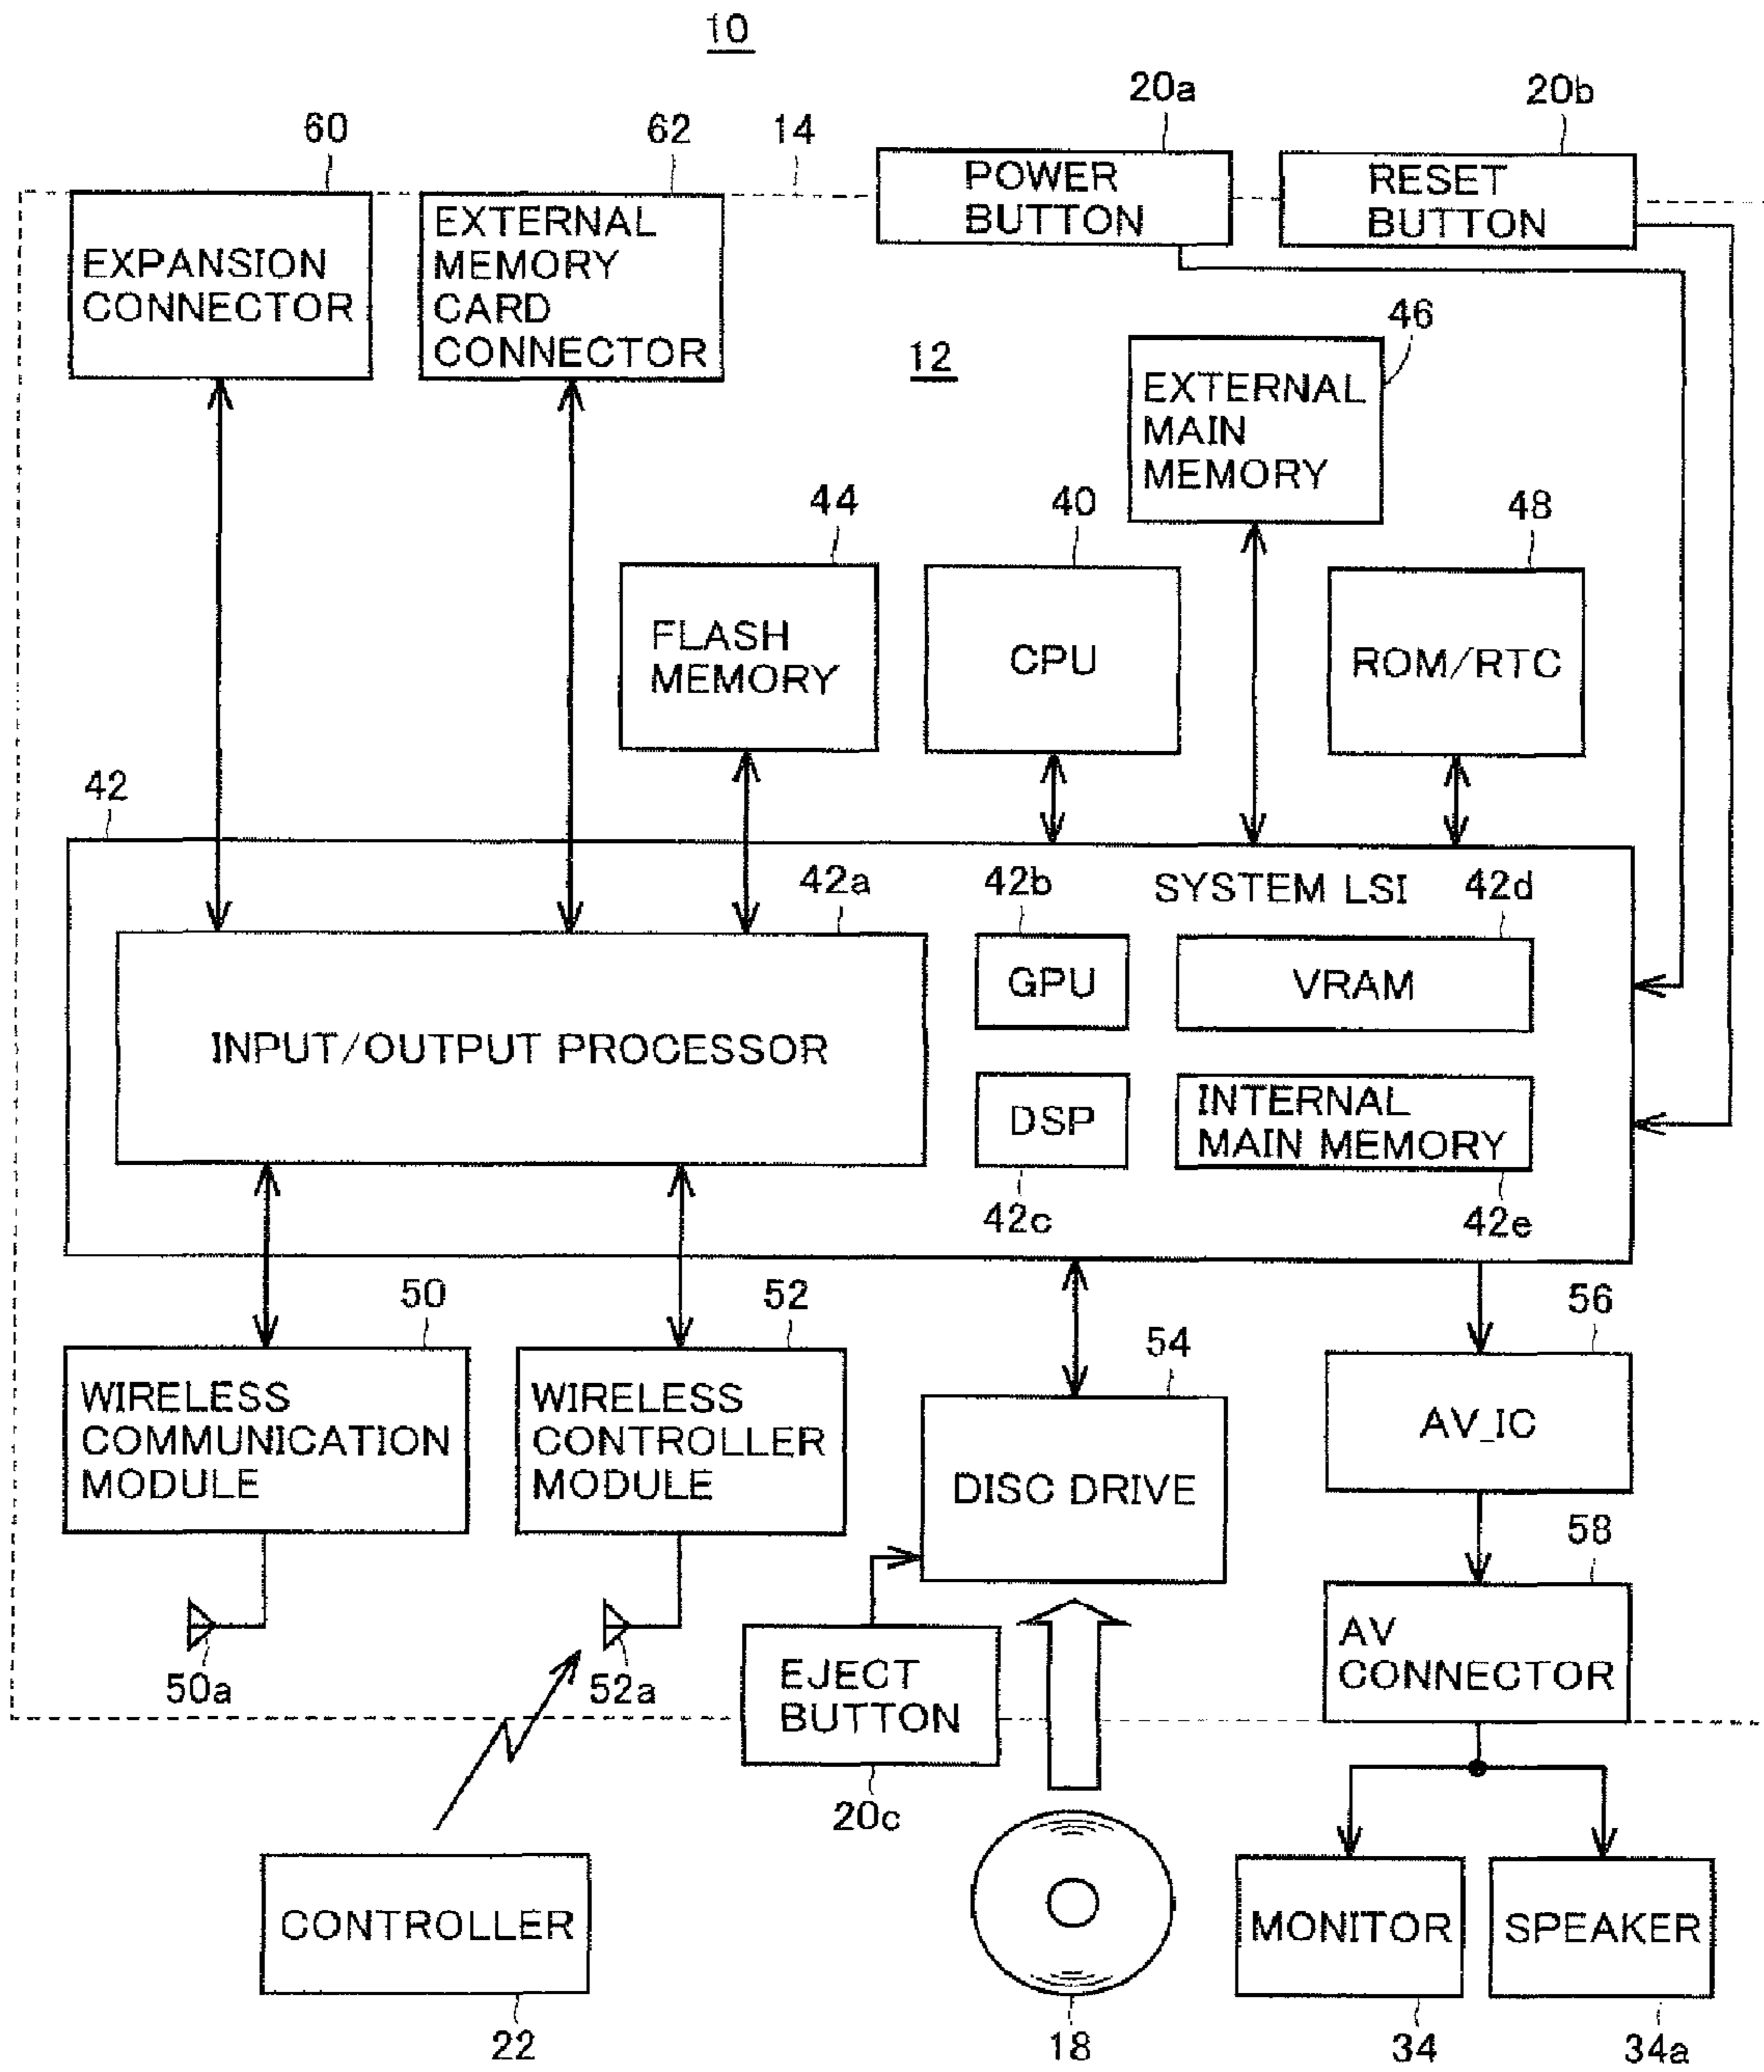 10
20a
20b
60
62
14
POWER
BUTTON
RESET
BUTTON
EXPANSION
CONNECTOR
EXTERNAL
MEMORY
CARD
CONNECTOR
12
46
EXTERNAL
MAIN
MEMORY
44
40
48
FLASH
MEMORY
CPU
ROM/RTC
42
42a
42b
SYSTEM LSI
42d
GPU
VRAM
INPUT/OUTPUT PROCESSOR
DSP
INTERNAL
MAIN MEMORY
42c
42e
50
52
54
56
WIRELESS
COMMUNICATION
MODULE
WIRELESS
CONTROLLER
MODULE
DISC DRIVE
AV_IC
58
50a
52a
EJECT
BUTTON
AV
CONNECTOR
20c
CONTROLLER
MONITOR
SPEAKER
22
18
34
34a